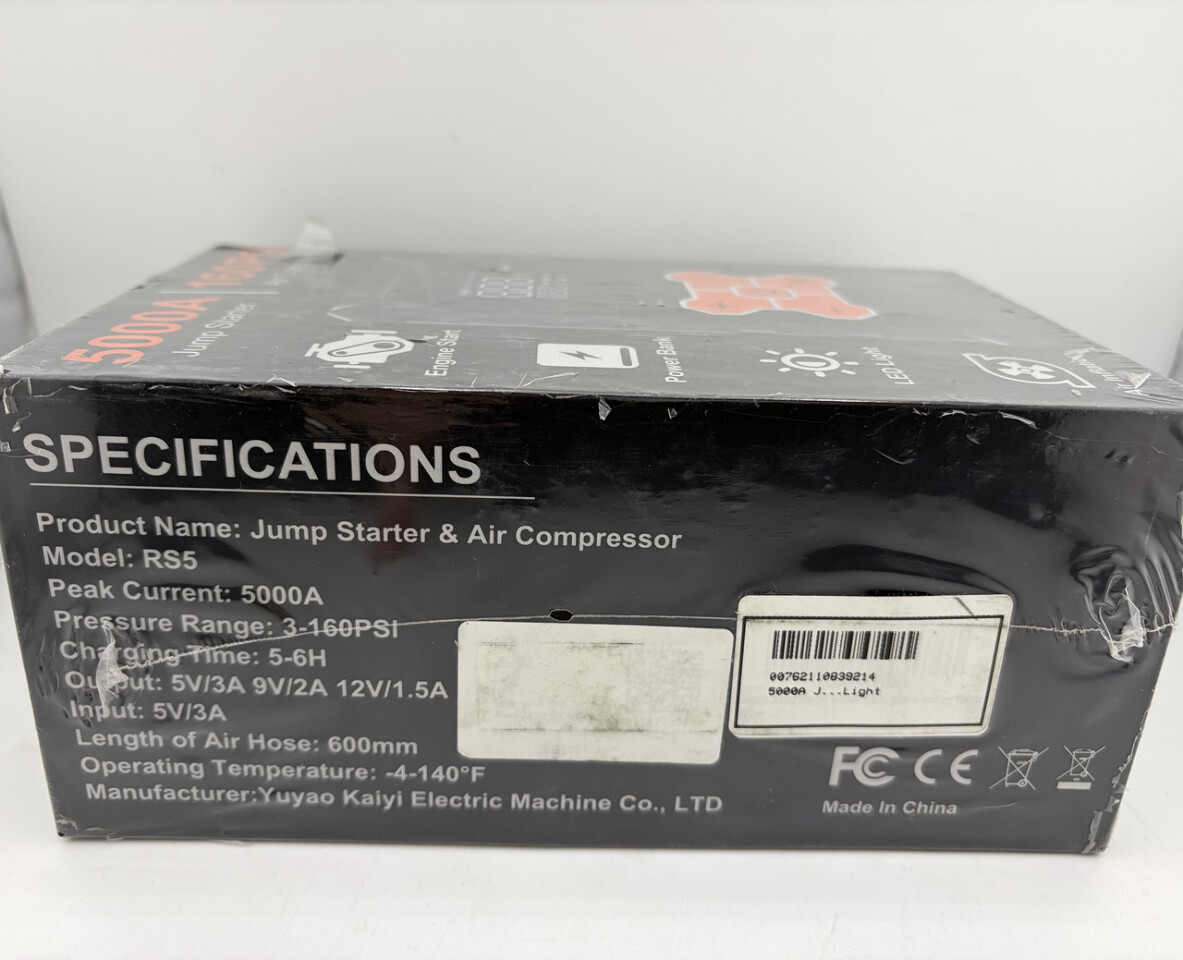 5000A
Jump Starter
Engine Start
Power Bank
LED Light
SPECIFICATIONS
Product Name: Jump Starter & Air Compressor
Model: RS5
Peak Current: 5000A
Pressure Range: 3-160PSI
Charging Time: 5-6H
Output: 5V/3A 9V/2A 12V/1.5A
Input: 5V/3A
Length of Air Hose: 600mm
Operating Temperature: -4-140°F
Manufacturer:Yuyao Kaiyi Electric Machine Co., LTD
00762110839214
5000A J...Light
FC CE
Made In China